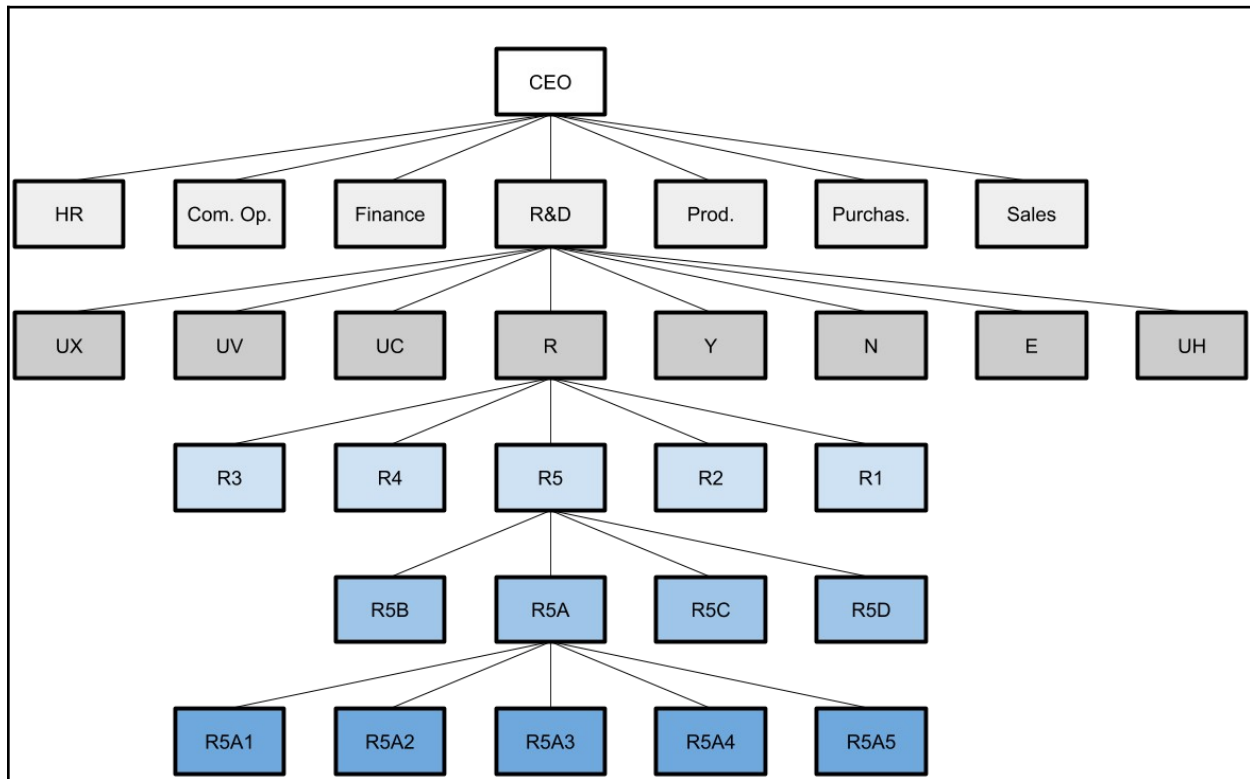 CEO
HR Com. Op. Finance R&D Prod. Purchas. Sales
UX UV UC R Y N E UH
R3 R4 R5 R2 R1
R5B R5A R5C R5D
R5A1 R5A2 R5A3 R5A4 R5A5